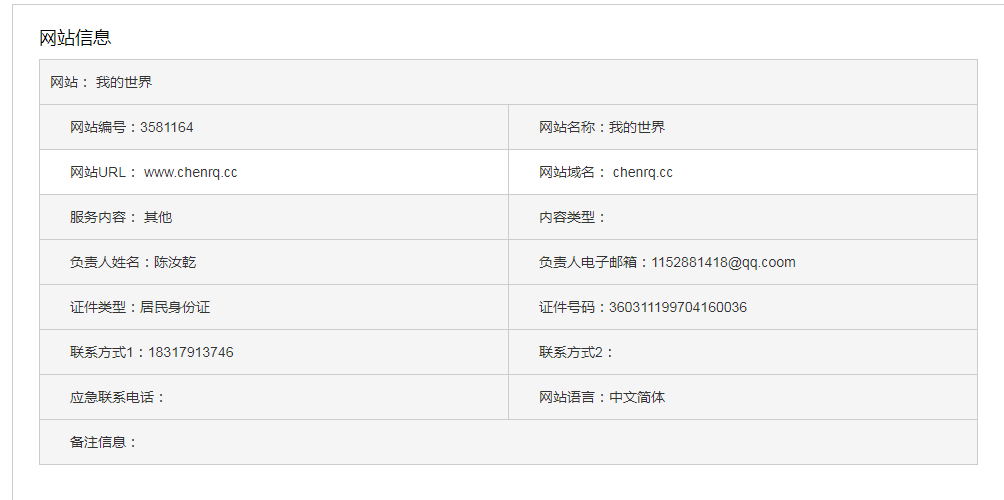 网站信息
网站： 我的世界
网站编号：3581164
网站名称：我的世界
网站URL： www.chenrq.cc
网站域名： chenrq.cc
服务内容： 其他
内容类型：
负责人姓名：陈汝乾
负责人电子邮箱：1152881418@qq.coom
证件类型：居民身份证
证件号码：360311199704160036
联系方式1：18317913746
联系方式2：
应急联系电话：
网站语言：中文简体
备注信息：